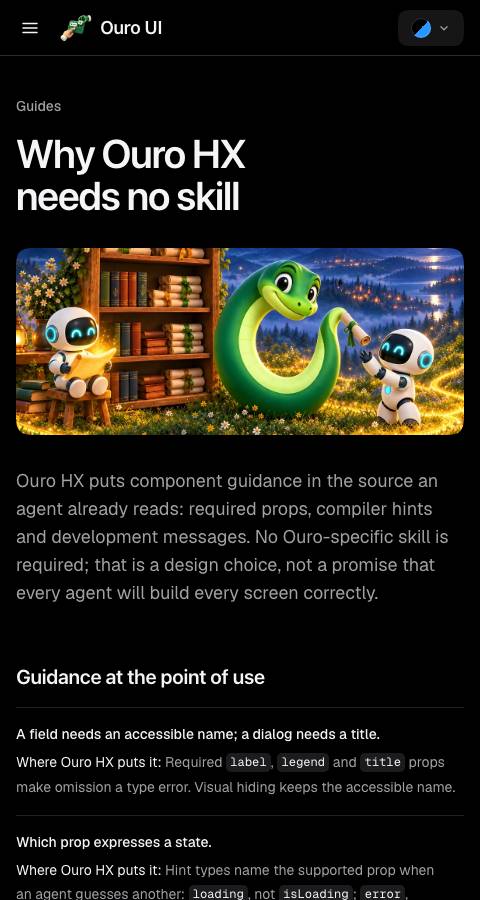 Ouro UI
Guides
Why Ouro HX
needs no skill
Ouro HX puts component guidance in the source an
agent already reads: required props, compiler hints
and development messages. No Ouro-specific skill is
required; that is a design choice, not a promise that
every agent will build every screen correctly.
Guidance at the point of use
A field needs an accessible name; a dialog needs a title.
Where Ouro HX puts it: Required label, legend and title props
make omission a type error. Visual hiding keeps the accessible name.
Which prop expresses a state.
Where Ouro HX puts it: Hint types name the supported prop when
an agent guesses another: loading, not isLoading; error,